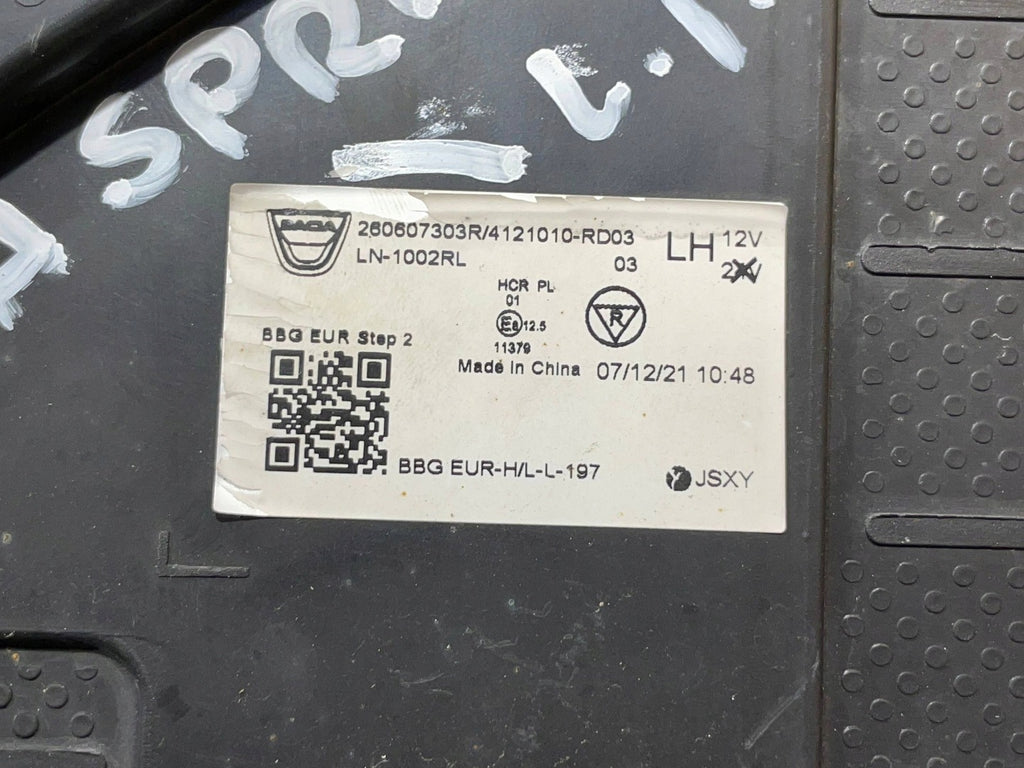 SPR
L.
DACIA
260607303R/4121010-RD03
LN-1002RL
03
LH
12V
HCR PL
01
E8 12.5
11379
R
BBG EUR Step 2
Made in China 07/12/21 10:48
BBG EUR-H/L-L-197
JSXY
L